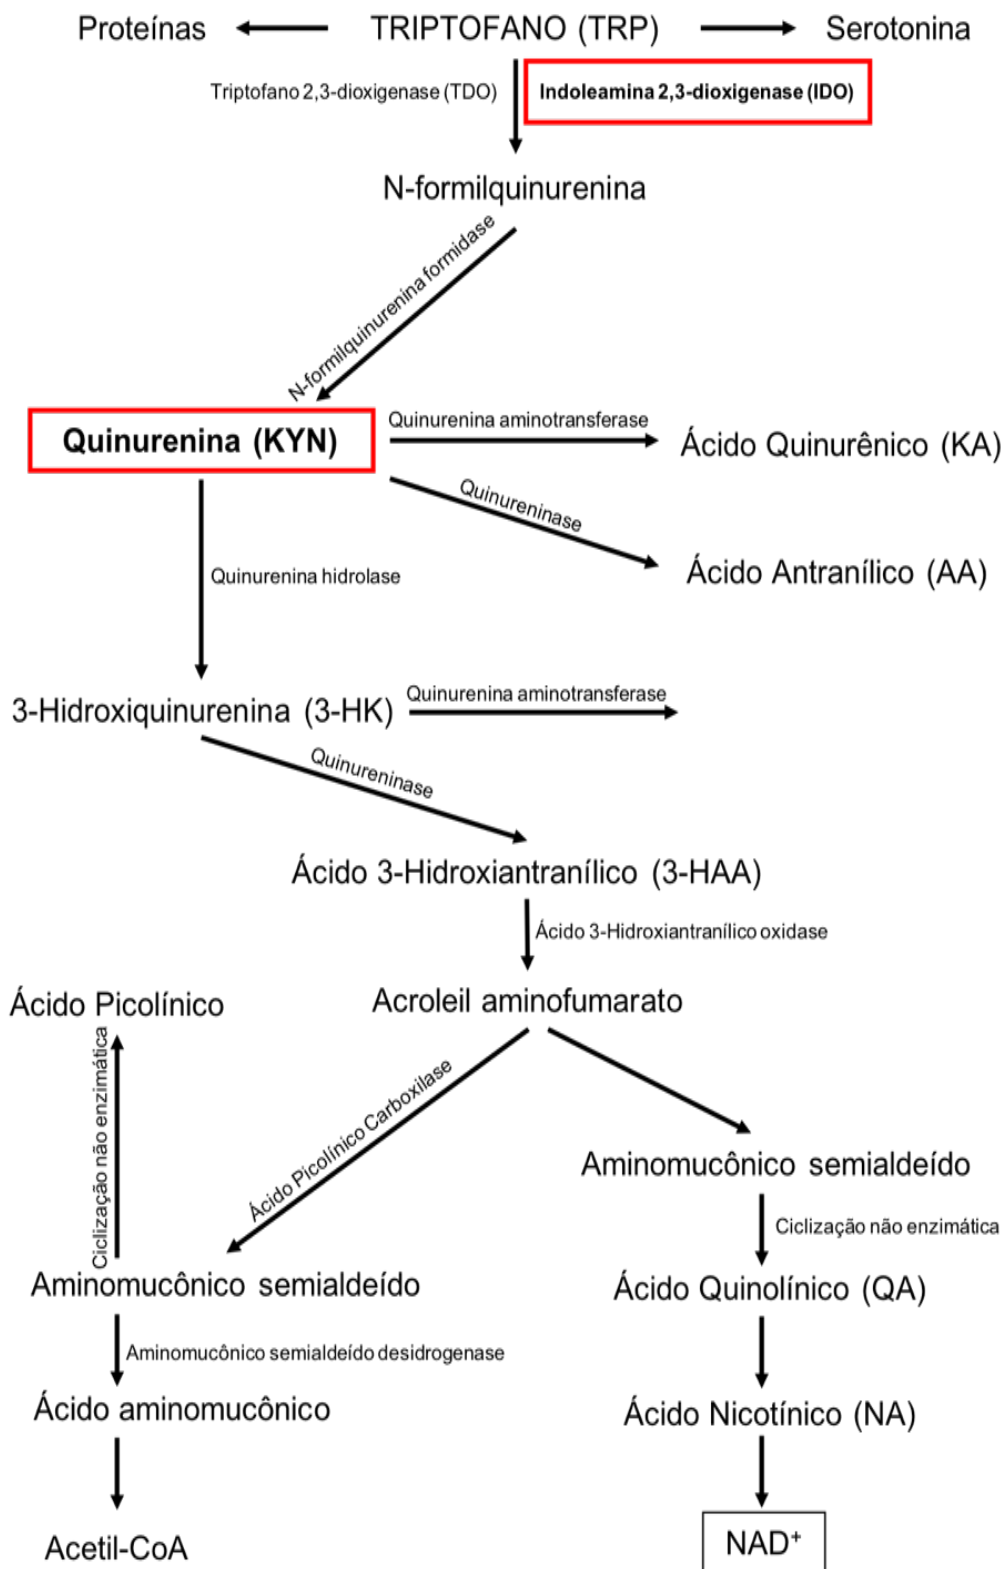 Proteínas
TRIPTOFANO (TRP)
Serotonina
Triptofano 2,3-dioxigenase (TDO)
Indoleamina 2,3-dioxigenase (IDO)
N-formilquinurenina
N-formilquinurenina formidase
Quinurenina (KYN)
Quinurenina aminotransferase
Ácido Quinurênico (KA)
Quinureninase
Ácido Antranílico (AA)
Quinurenina hidrolase
3-Hidroxiquinurenina (3-HK)
Quinurenina aminotransferase
Quinureninase
Ácido 3-Hidroxiantranílico (3-HAA)
Ácido 3-Hidroxiantranílico oxidase
Ácido Picolínico
Acroleil aminofumarato
Ciclização não enzimática
Ácido Picolínico Carboxilase
Aminomucônico semialdeído
Ciclização não enzimática
Aminomucônico semialdeído
Ácido Quinolínico (QA)
Aminomucônico semialdeído desidrogenase
Ácido aminomucônico
Ácido Nicotínico (NA)
Acetil-CoA
NAD⁺